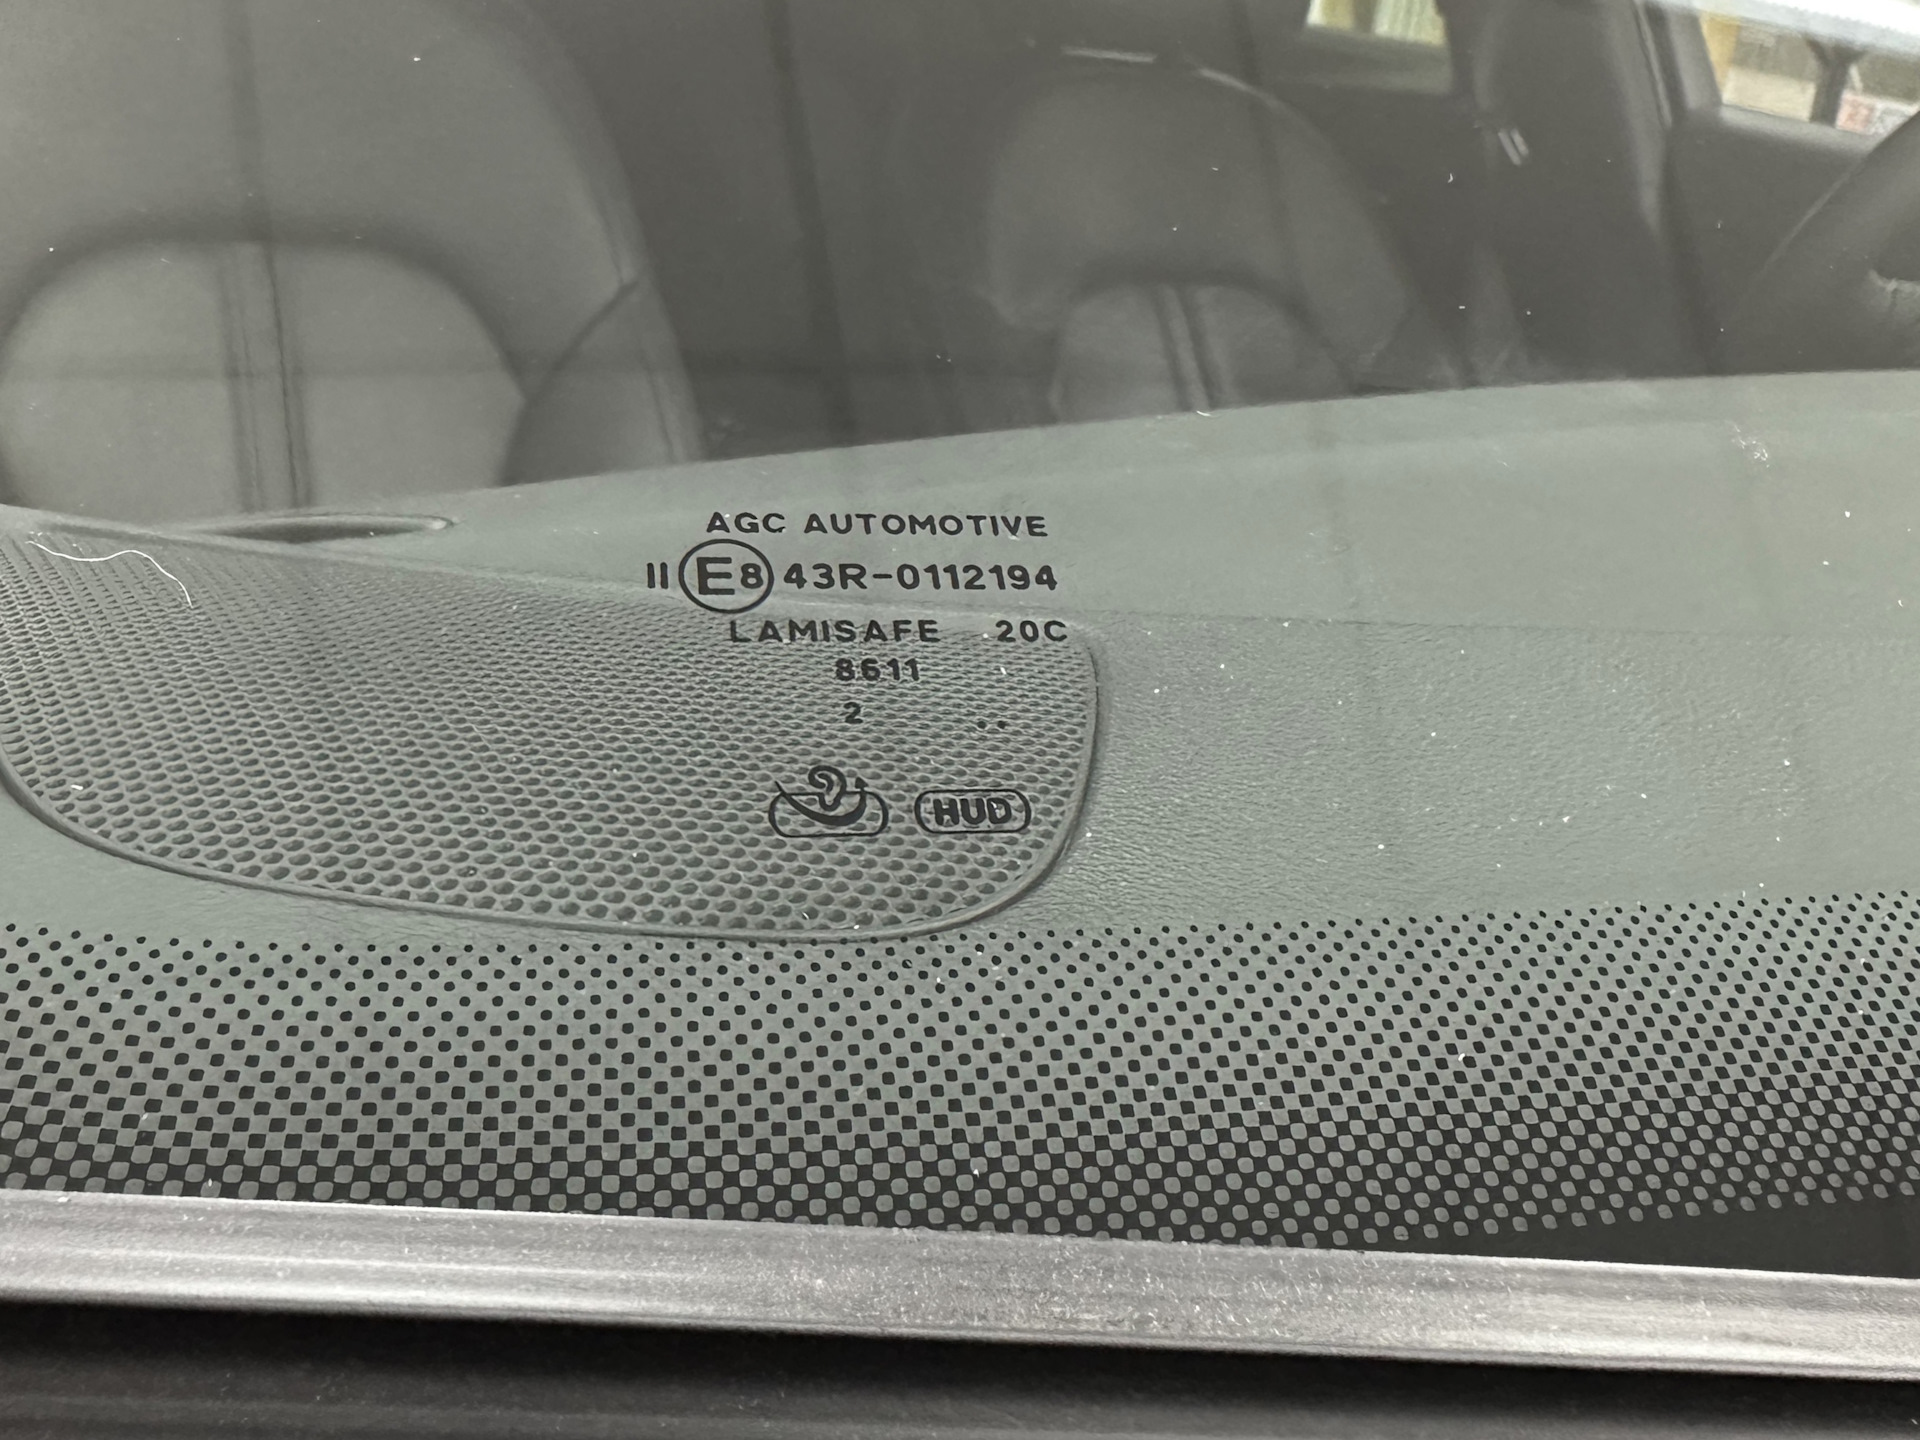 AGC AUTOMOTIVE
II E8 43R-0112194
LAMISAFE 20C
8611
2 ..
HUD